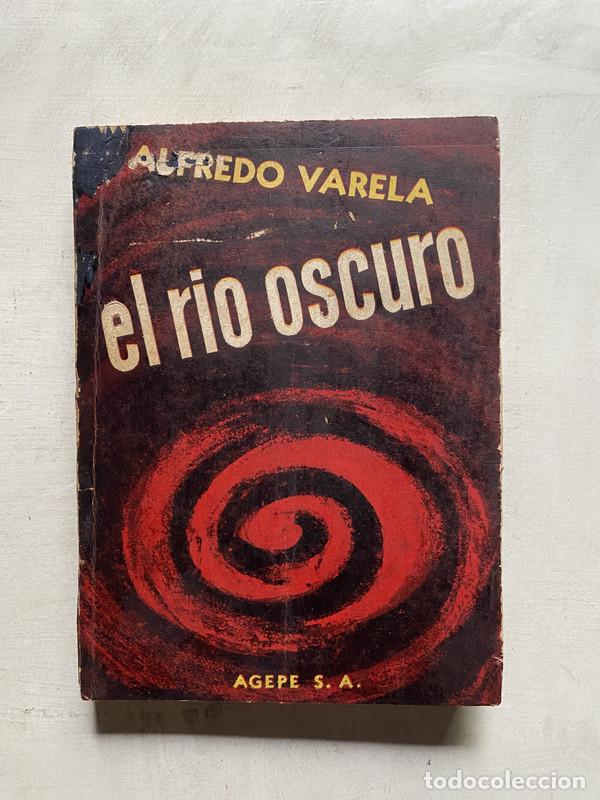 ALFREDO VARELA
el rio oscuro
AGEPE S. A.
todocoleccion